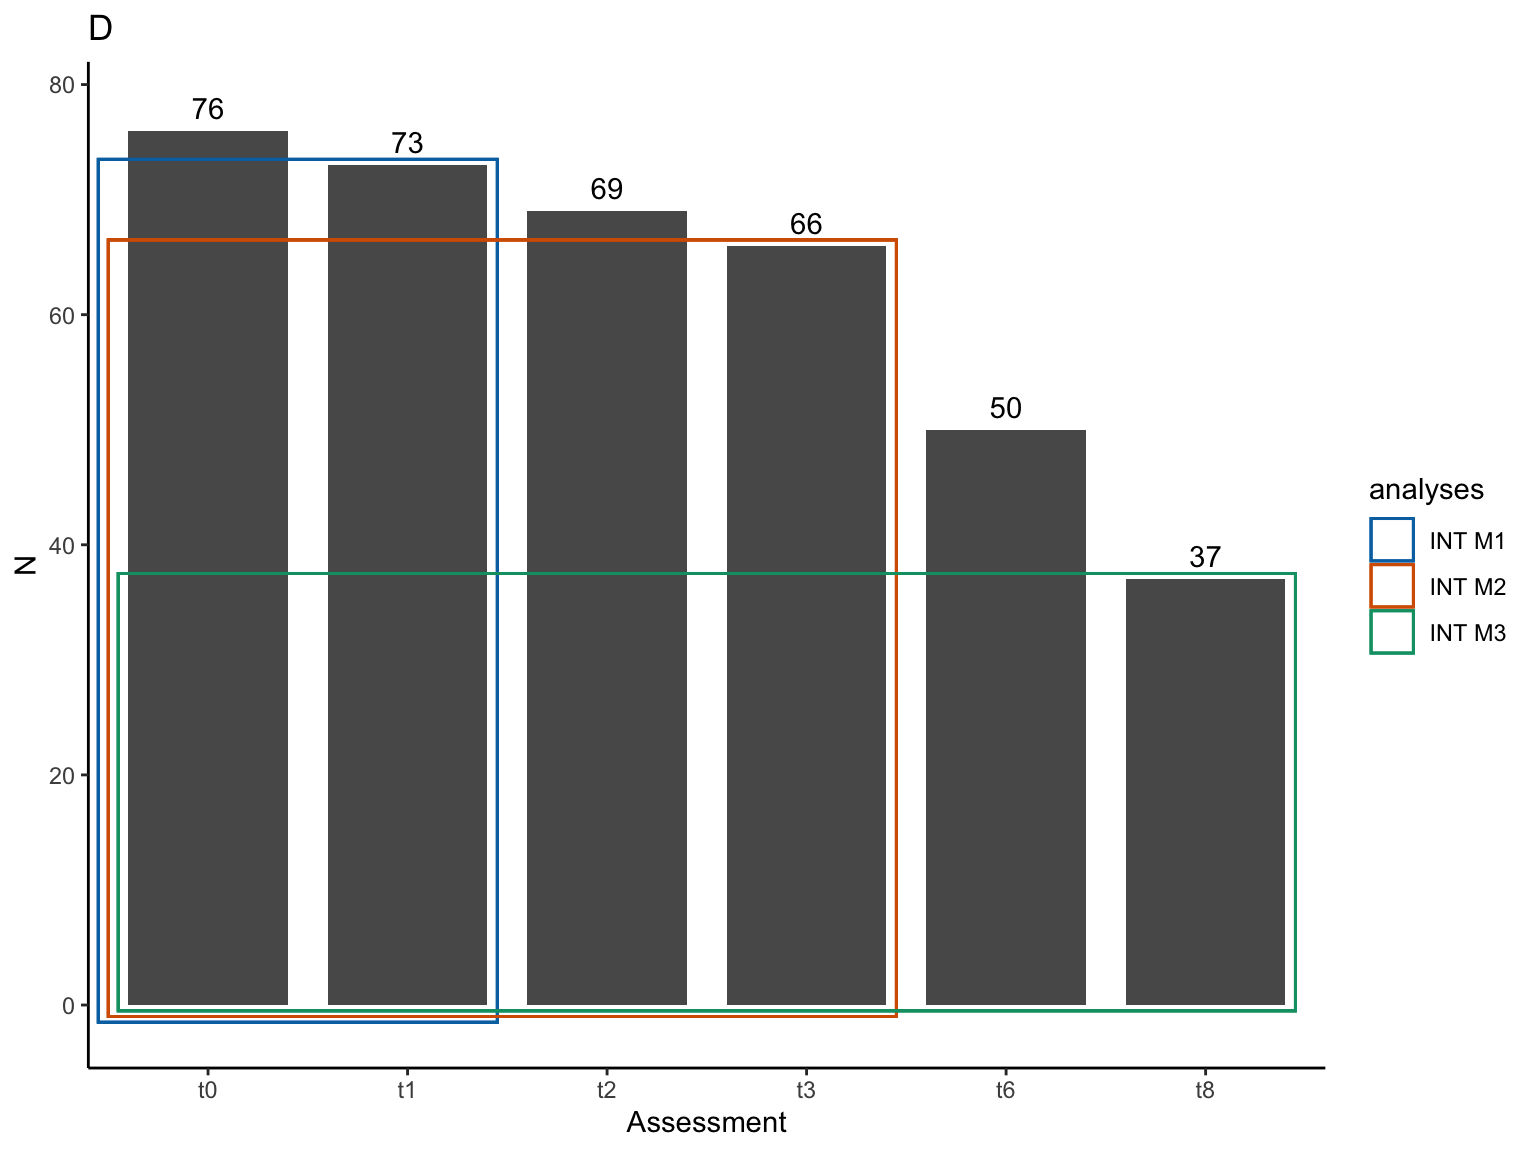 D
80
76
73
69
66
60
50
40
37
20
0
N
t0
t1
t2
t3
t6
t8
Assessment
analyses
INT M1
INT M2
INT M3